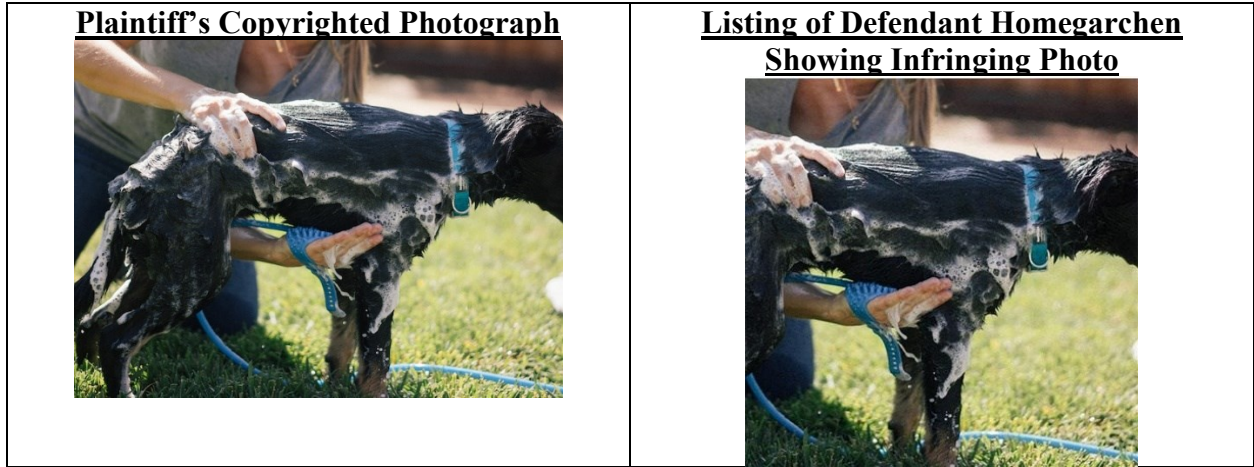 Plaintiff’s Copyrighted Photograph
Listing of Defendant Homegarchen
Showing Infringing Photo